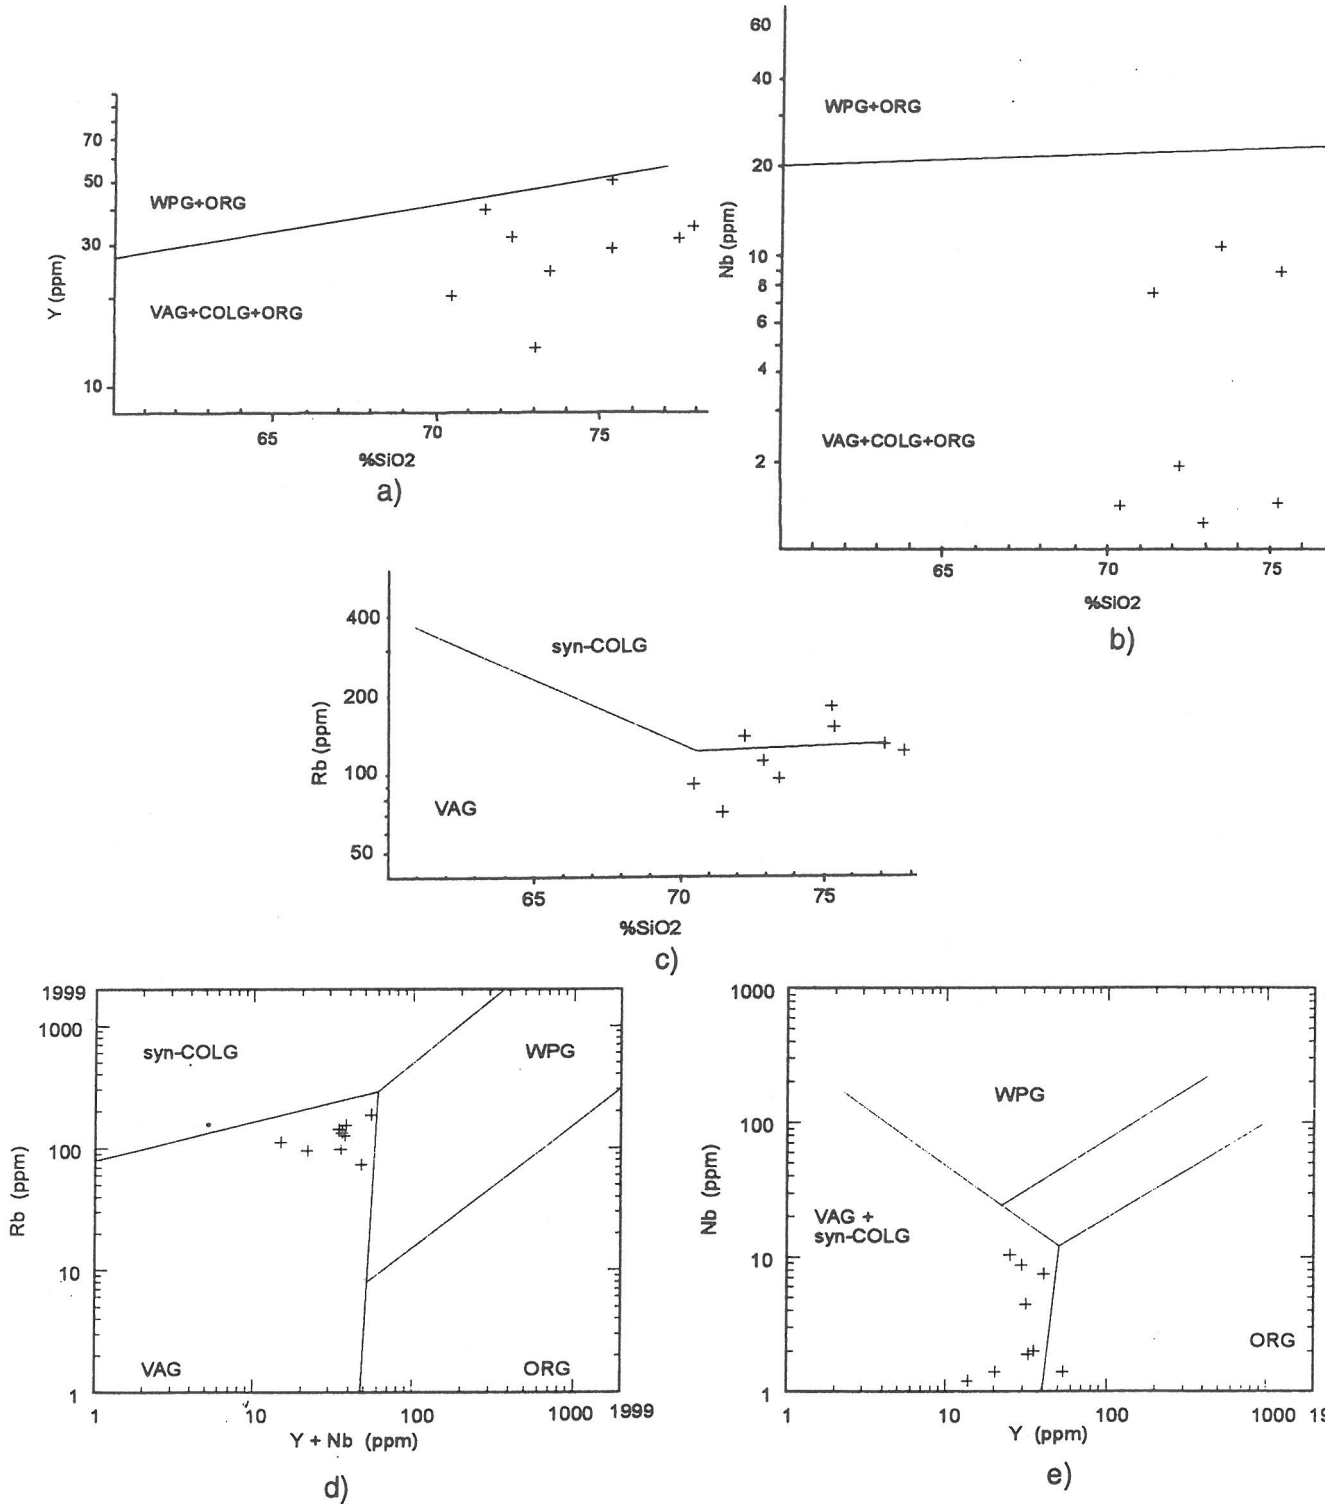 70
50
30
10
Y (ppm)
WPG+ORG
VAG+COLG+ORG
65
70
75
%SiO2
a)
60
40
20
10
8
6
4
2
Nb (ppm)
WPG+ORG
VAG+COLG+ORG
65
70
75
%SiO2
b)
400
200
100
50
Rb (ppm)
syn-COLG
VAG
65
70
75
%SiO2
c)
1999
1000
100
10
1
Rb (ppm)
syn-COLG
WPG
VAG
ORG
1
10
100
1000
1999
Y + Nb (ppm)
d)
1000
100
10
1
Nb (ppm)
WPG
VAG +
syn-COLG
ORG
1
10
100
1000
Y (ppm)
e)